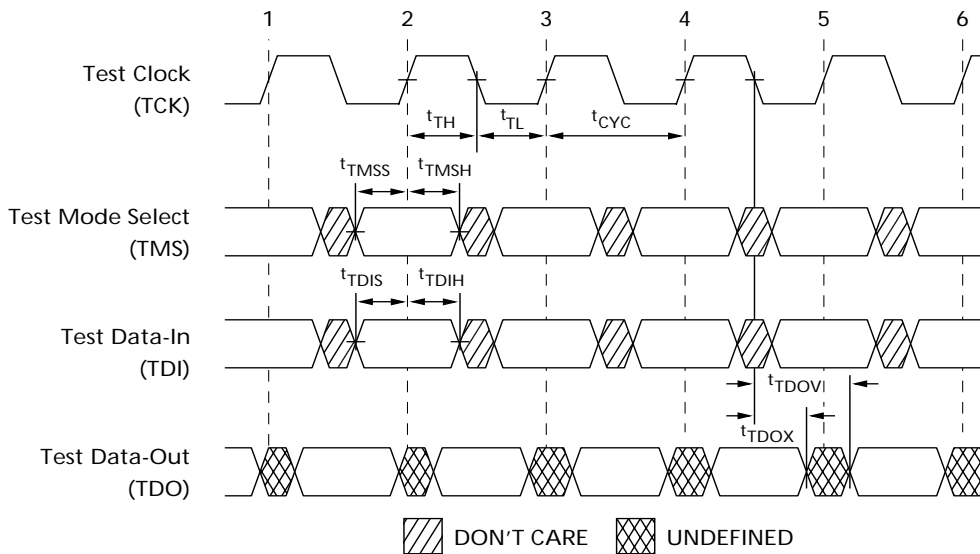 1 2 3 4 5 6
Test Clock
(TCK)
tTH tTL tCYC
tTMSS tTMSH
Test Mode Select
(TMS)
tTDIS tTDIH
Test Data-In
(TDI)
tTDOV
tTDOX
Test Data-Out
(TDO)
DON'T CARE UNDEFINED